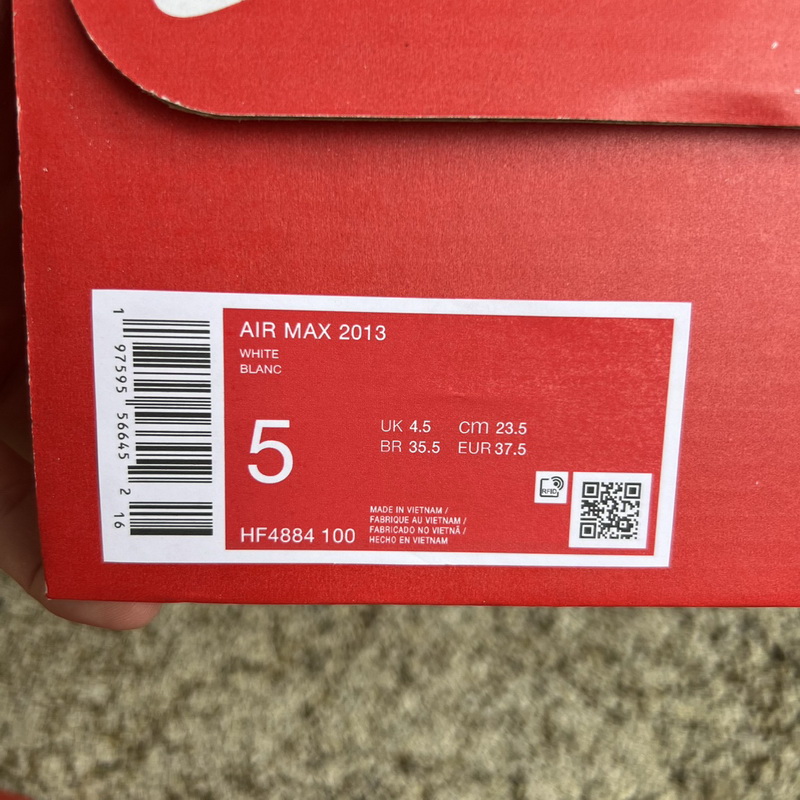 1 97595 56645 2 16
AIR MAX 2013
WHITE
BLANC
5
UK 4.5 cm 23.5
BR 35.5 EUR 37.5
RFID
MADE IN VIETNAM /
FABRIQUE AU VIETNAM /
FABRICADO NO VIETNÃ /
HECHO EN VIETNAM
HF4884 100